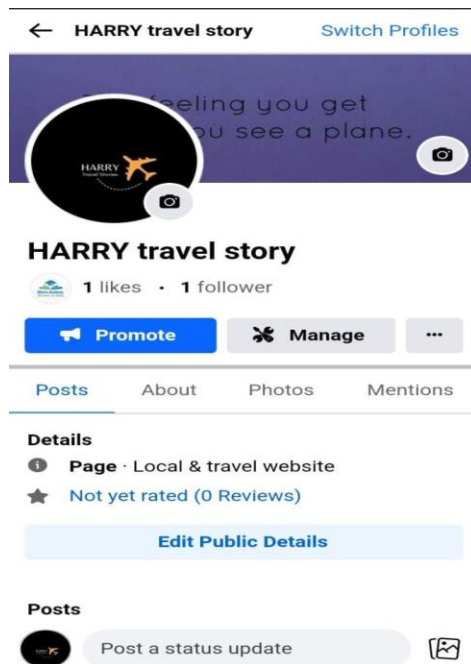 HARRY travel story Switch Profiles
feeling you get
you see a plane.
HARRY
Travel Stories
HARRY travel story
1 likes · 1 follower
Promote Manage ...
Posts About Photos Mentions
Details
Page · Local & travel website
Not yet rated (0 Reviews)
Edit Public Details
Posts
Post a status update